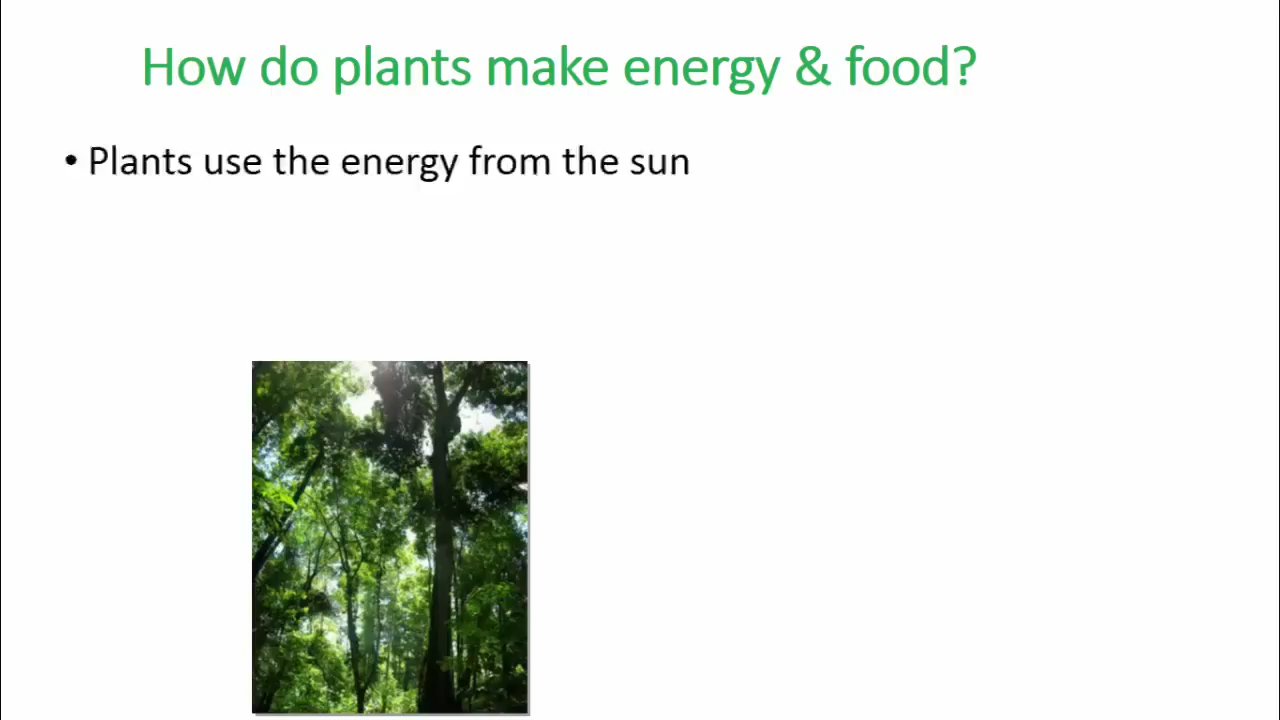 How do plants make energy & food?
• Plants use the energy from the sun